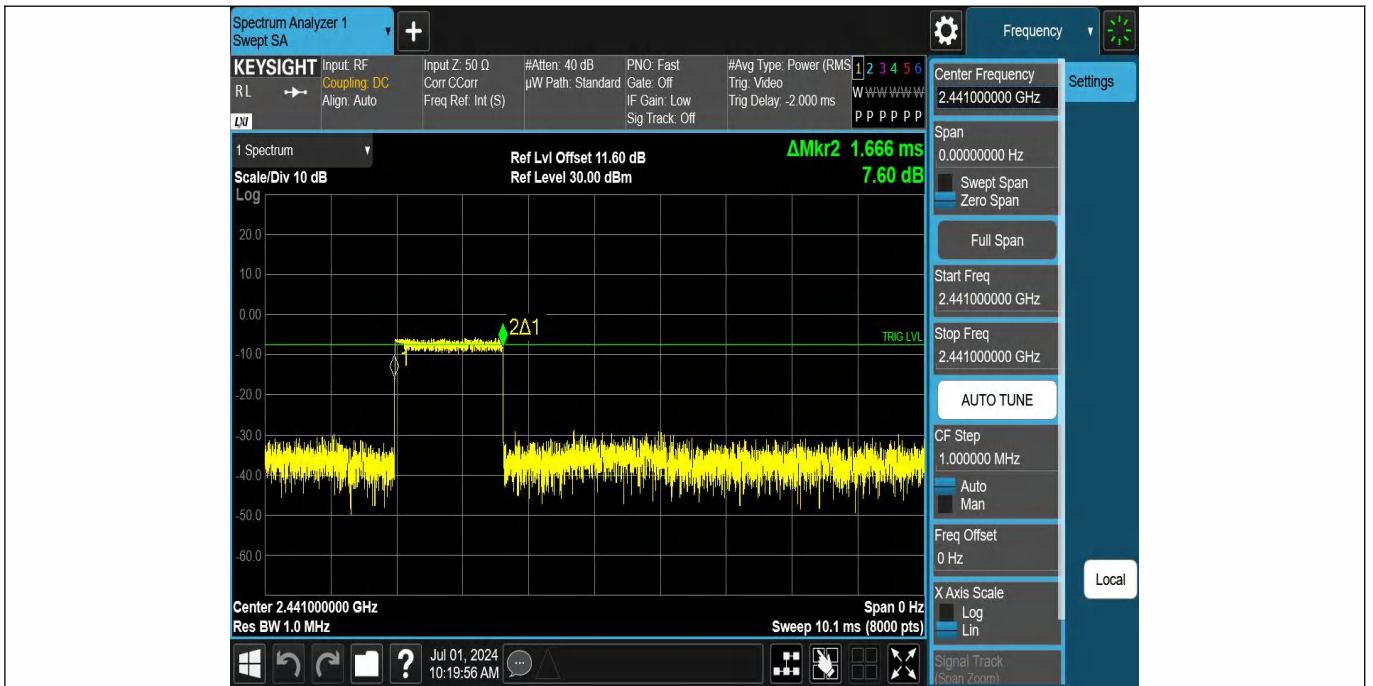 Spectrum Analyzer 1
Swept SA
+
Frequency
KEYSIGHT
RL
LXI
Input: RF
Coupling: DC
Align: Auto
Input Z: 50 Ω
Corr CCorr
Freq Ref: Int (S)
#Atten: 40 dB
µW Path: Standard
PNO: Fast
Gate: Off
IF Gain: Low
Sig Track: Off
#Avg Type: Power (RMS
Trig: Video
Trig Delay: -2.000 ms
1 2 3 4 5 6
W W W W W W
P P P P P P
1 Spectrum
Scale/Div 10 dB
Log
Ref Lvl Offset 11.60 dB
Ref Level 30.00 dBm
ΔMkr2 1.666 ms
7.60 dB
20.0
10.0
0.00
-10.0
-20.0
-30.0
-40.0
-50.0
-60.0
2Δ1
TRIG LVL
Center 2.441000000 GHz
Res BW 1.0 MHz
Span 0 Hz
Sweep 10.1 ms (8000 pts)
Center Frequency
2.441000000 GHz
Settings
Span
0.00000000 Hz
Swept Span
Zero Span
Full Span
Start Freq
2.441000000 GHz
Stop Freq
2.441000000 GHz
AUTO TUNE
CF Step
1.000000 MHz
Auto
Man
Freq Offset
0 Hz
X Axis Scale
Log
Lin
Local
Signal Track
(Span Zoom)
?
Jul 01, 2024
10:19:56 AM